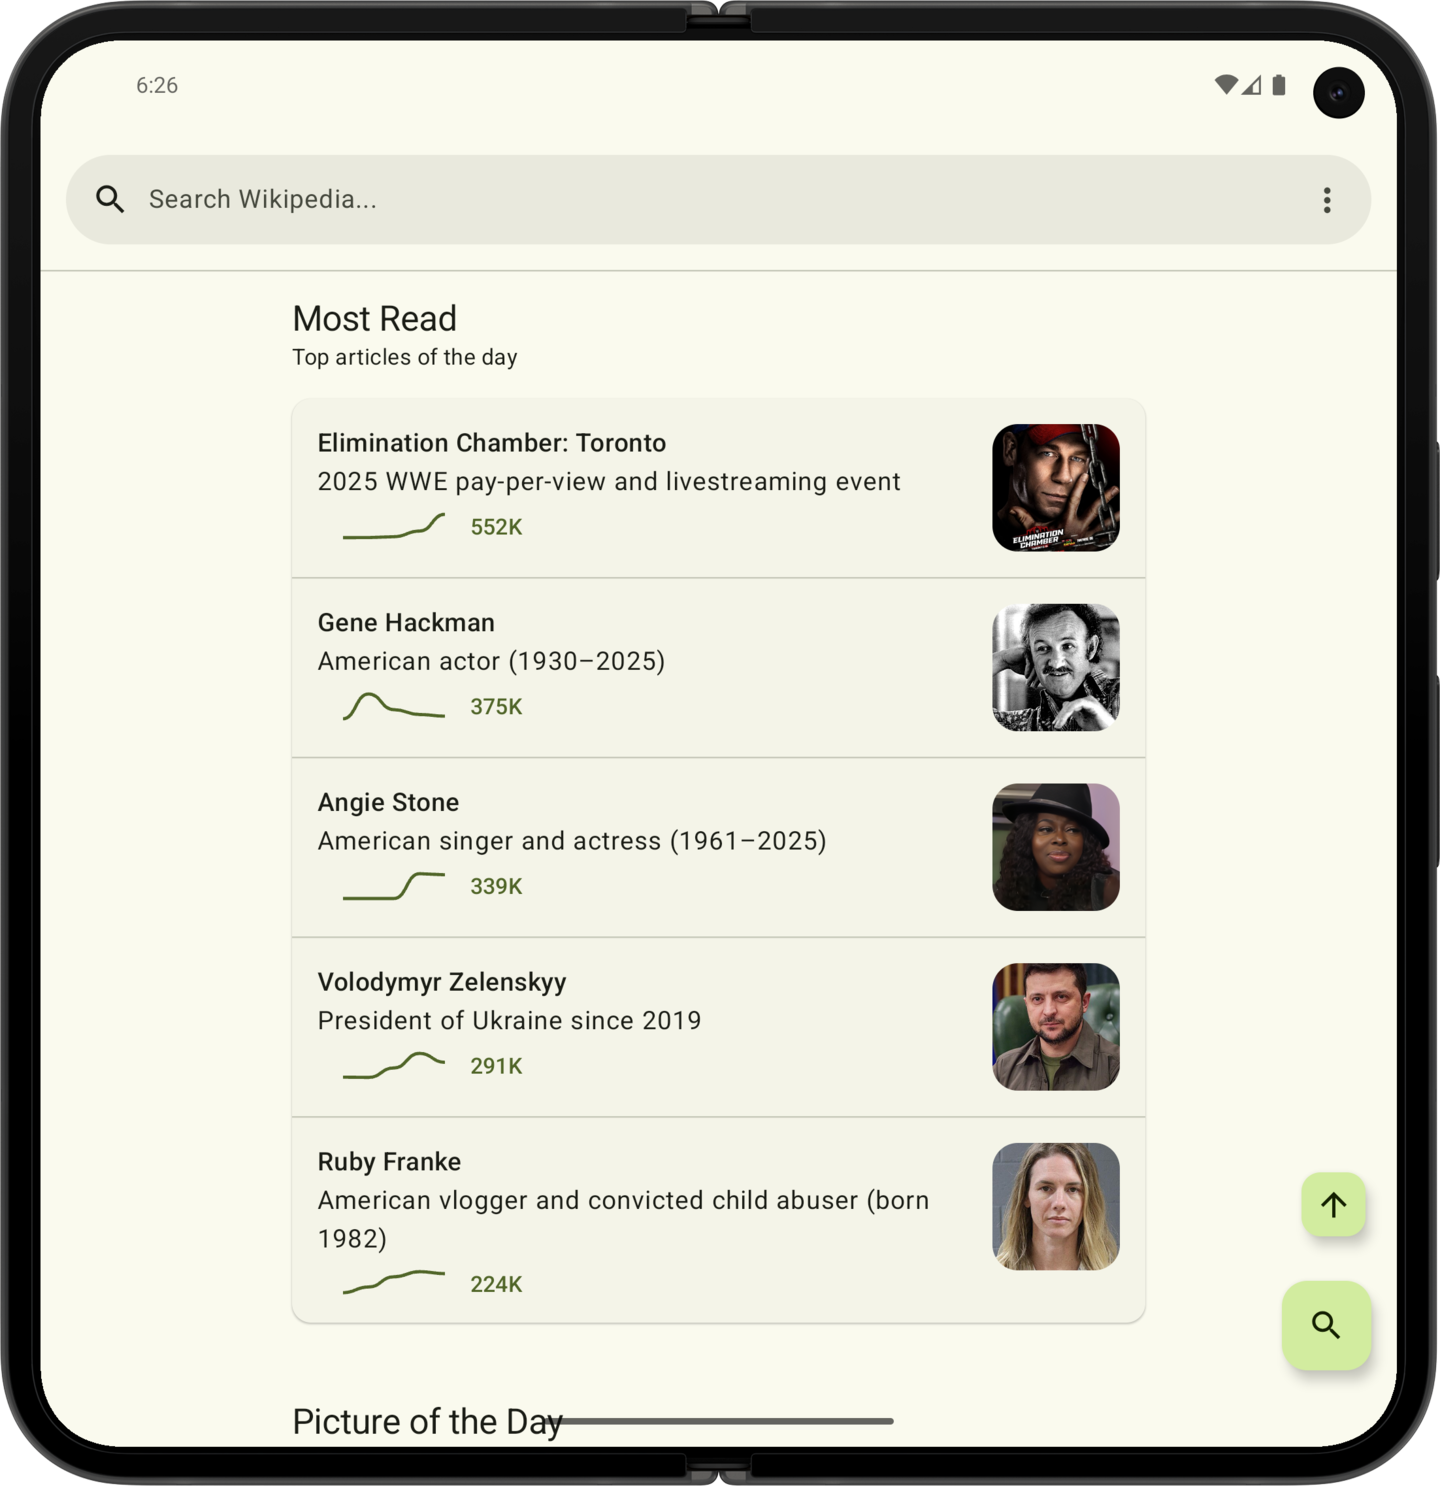 6:26
Search Wikipedia...
Most Read
Top articles of the day
Elimination Chamber: Toronto
2025 WWE pay-per-view and livestreaming event
552K
ELIMINATION
CHAMBER
Gene Hackman
American actor (1930–2025)
375K
Angie Stone
American singer and actress (1961–2025)
339K
Volodymyr Zelenskyy
President of Ukraine since 2019
291K
Ruby Franke
American vlogger and convicted child abuser (born
1982)
224K
Picture of the Day